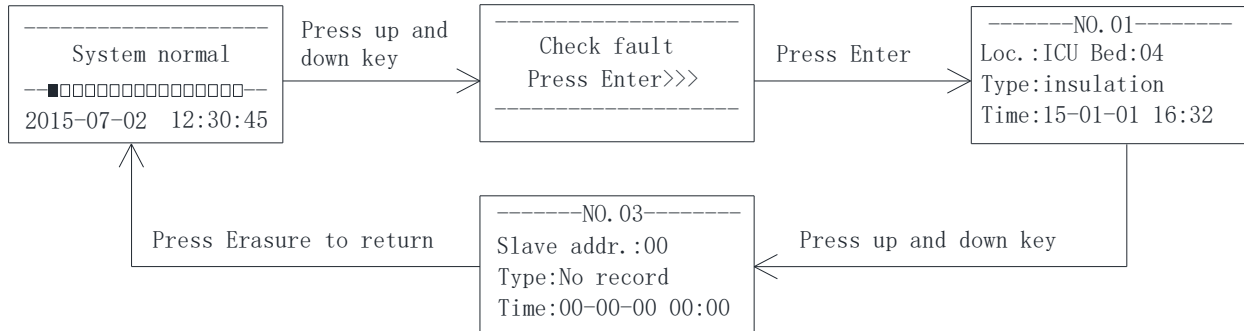 System normal
2015-07-02 12:30:45
Press up and
down key
Check fault
Press Enter>>>
Press Enter
-------NO.01--------
Loc.:ICU Bed:04
Type:insulation
Time:15-01-01 16:32
Press up and down key
-------NO.03--------
Slave addr.:00
Type:No record
Time:00-00-00 00:00
Press Erasure to return